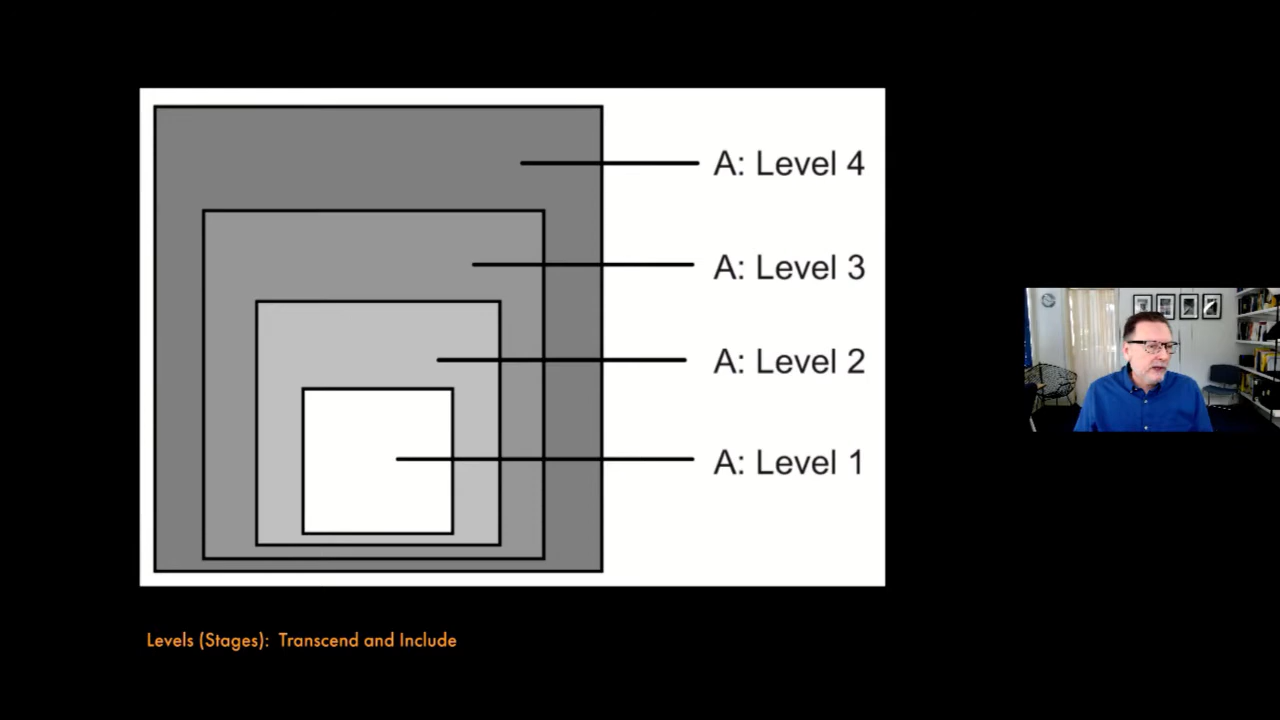 A: Level 4
A: Level 3
A: Level 2
A: Level 1
Levels (Stages): Transcend and Include